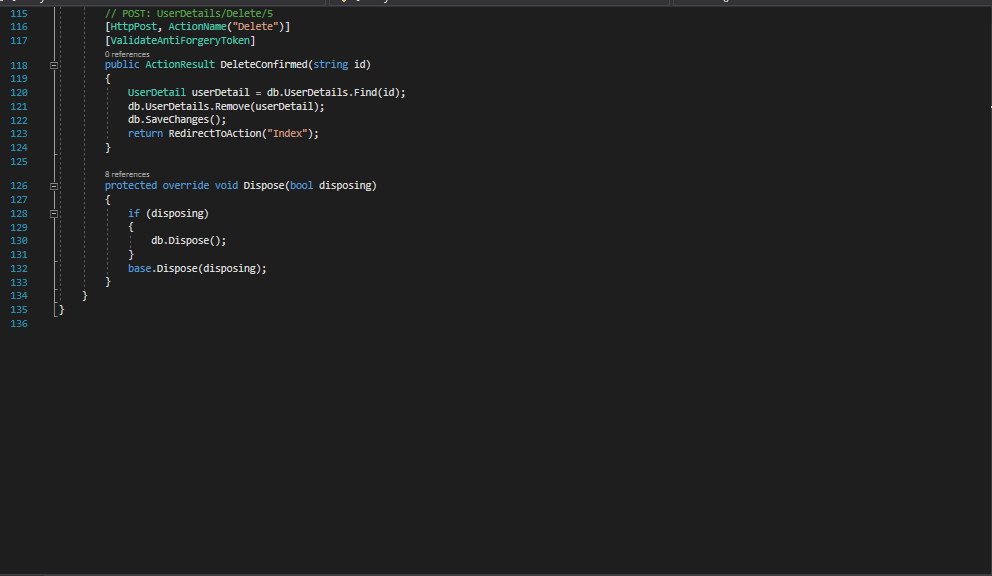 115 // POST: UserDetails/Delete/5
116 [HttpPost, ActionName("Delete")]
117 [ValidateAntiForgeryToken]
0 references
118 public ActionResult DeleteConfirmed(string id)
119 {
120 UserDetail userDetail = db.UserDetails.Find(id);
121 db.UserDetails.Remove(userDetail);
122 db.SaveChanges();
123 return RedirectToAction("Index");
124 }
125
8 references
126 protected override void Dispose(bool disposing)
127 {
128 if (disposing)
129 {
130 db.Dispose();
131 }
132 base.Dispose(disposing);
133 }
134 }
135 }
136